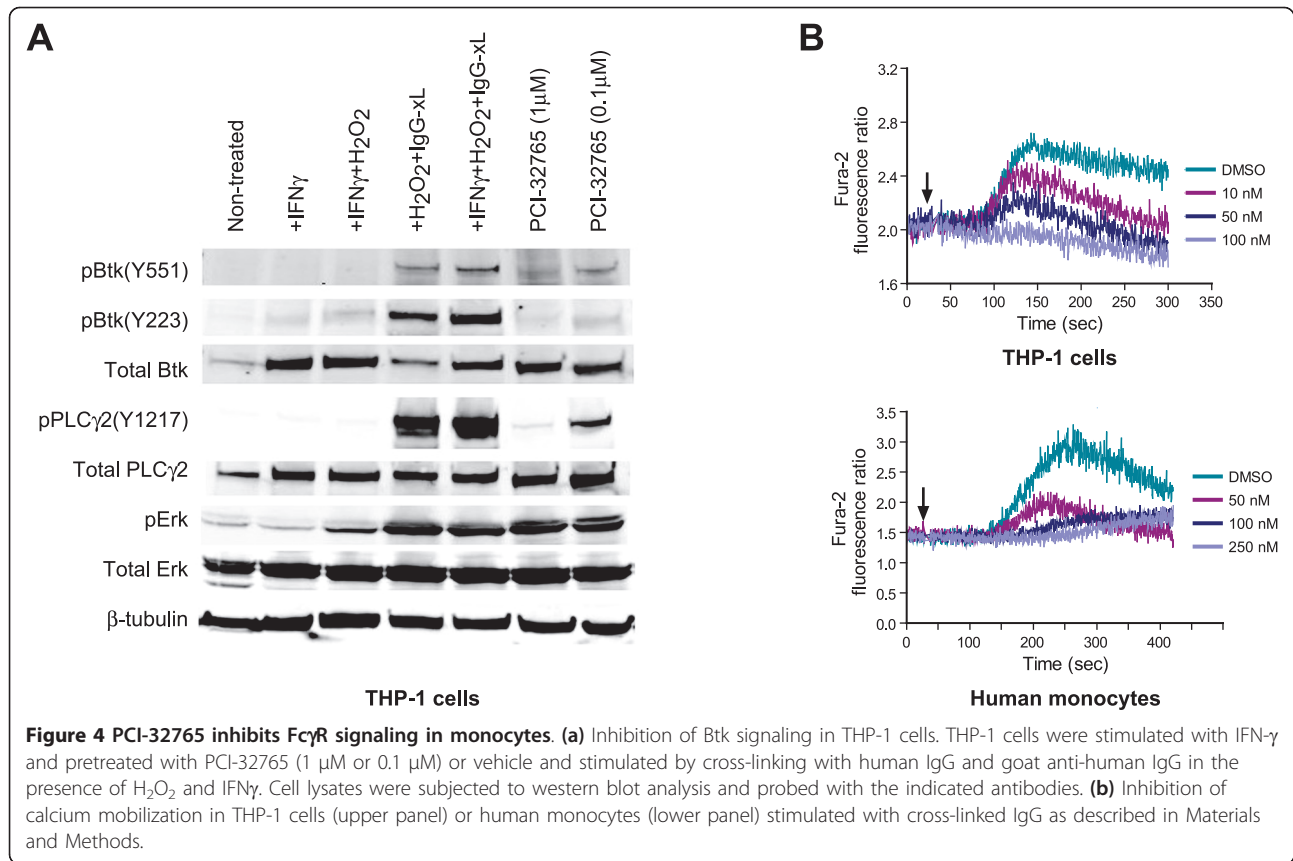 A
Non-treated
+IFNγ
+IFNγ+H₂O₂
+H₂O₂+IgG-xL
+IFNγ+H₂O₂+IgG-xL
PCI-32765 (1μM)
PCI-32765 (0.1μM)
pBtk(Y551)
pBtk(Y223)
Total Btk
pPLCγ2(Y1217)
Total PLCγ2
pErk
Total Erk
β-tubulin
THP-1 cells
B
Fura-2
fluorescence ratio
3.2
2.8
2.4
2.0
1.6
0 50 100 150 200 250 300 350
Time (sec)
DMSO
10 nM
50 nM
100 nM
THP-1 cells
Fura-2
fluorescence ratio
3.5
3.0
2.5
2.0
1.5
1.0
0.0
0 100 200 300 400
Time (sec)
DMSO
50 nM
100 nM
250 nM
Human monocytes
Figure 4 PCI-32765 inhibits FcγR signaling in monocytes. (a) Inhibition of Btk signaling in THP-1 cells. THP-1 cells were stimulated with IFN-γ
and pretreated with PCI-32765 (1 μM or 0.1 μM) or vehicle and stimulated by cross-linking with human IgG and goat anti-human IgG in the
presence of H₂O₂ and IFNγ. Cell lysates were subjected to western blot analysis and probed with the indicated antibodies. (b) Inhibition of
calcium mobilization in THP-1 cells (upper panel) or human monocytes (lower panel) stimulated with cross-linked IgG as described in Materials
and Methods.